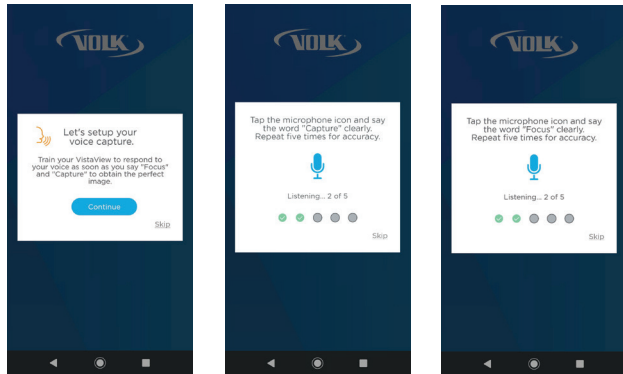 VOLK
Let's setup your
voice capture.
Train your VistaView to respond to
your voice as soon as you say "Focus"
and "Capture" to obtain the perfect
image.
Continue
Skip
VOLK
Tap the microphone icon and say
the word "Capture" clearly.
Repeat five times for accuracy.
Listening... 2 of 5
Skip
VOLK
Tap the microphone icon and say
the word "Focus" clearly.
Repeat five times for accuracy.
Listening... 2 of 5
Skip